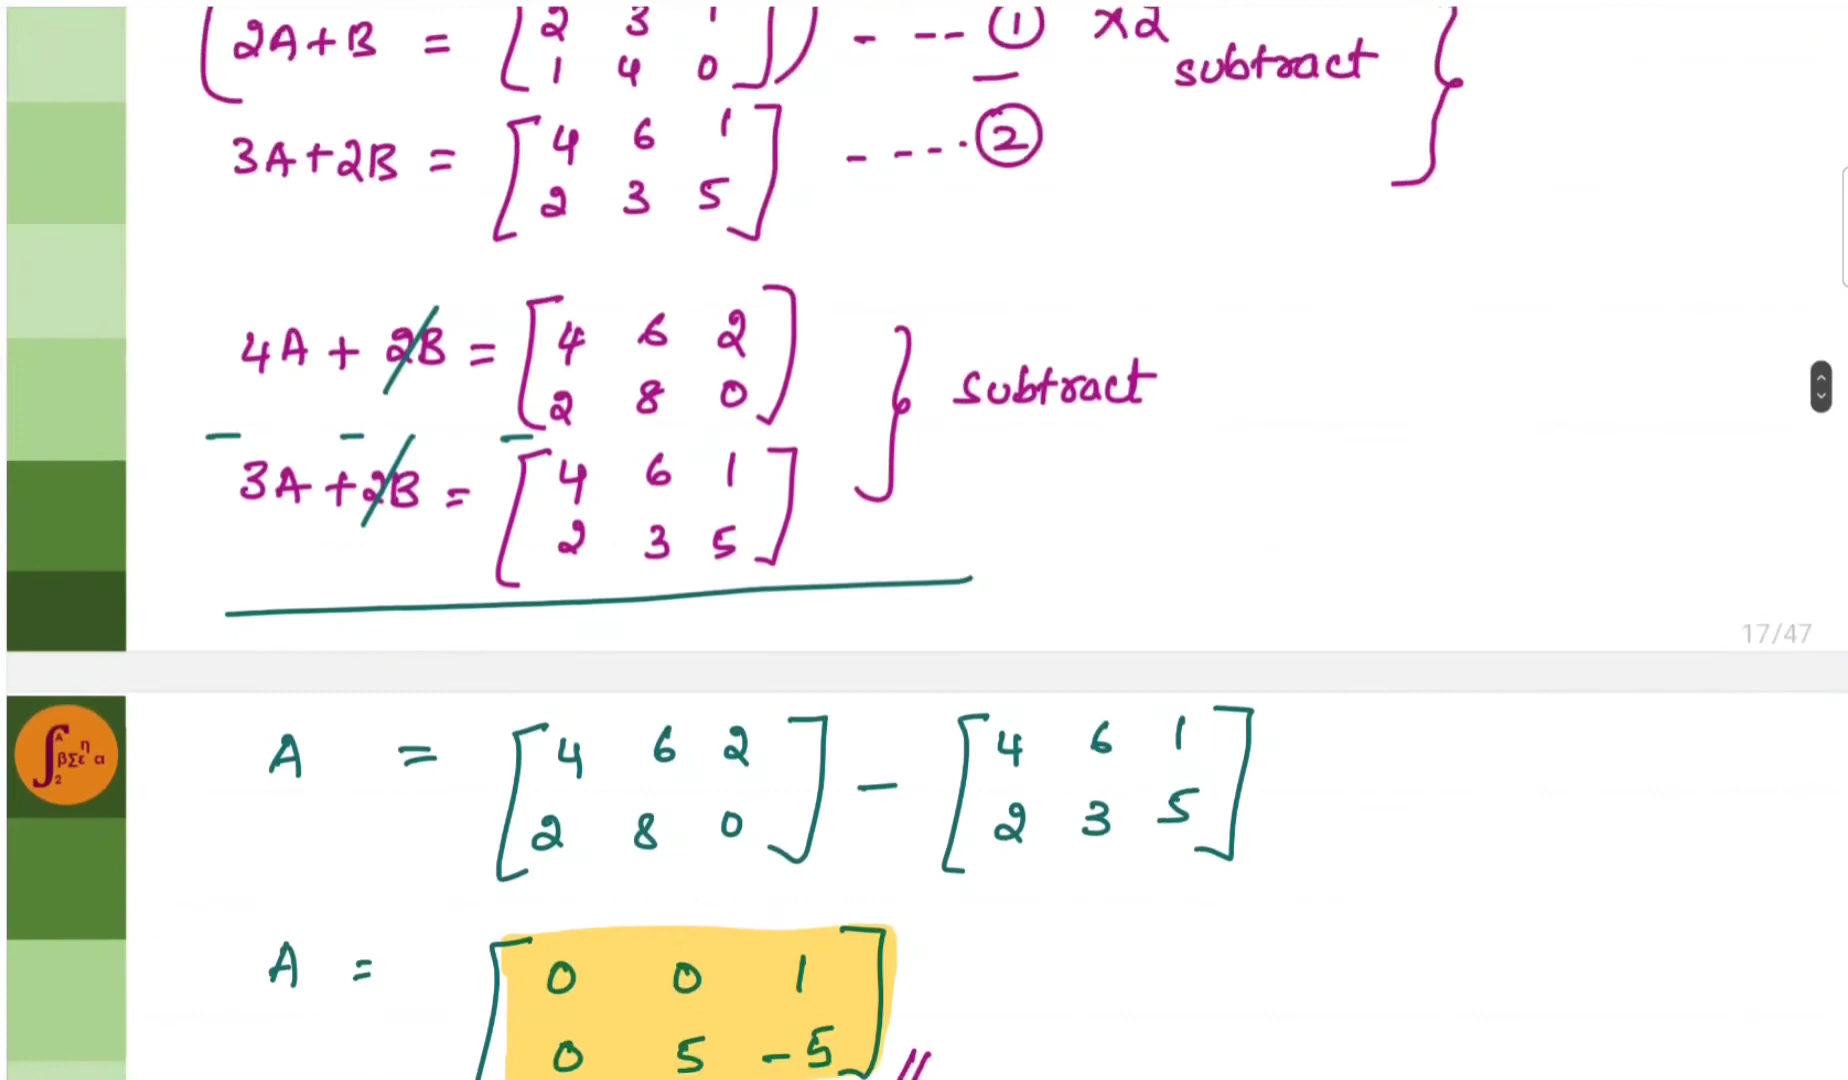 2A+B = [2 3 1 - - - - ① ×2
1 4 0]) subtract
3A+2B = [4 6 1 - - - - ②
2 3 5]
4A + 2B = [4 6 2
2 8 0] } subtract
3A + 2B = [4 6 1
2 3 5]
17/47
A = [4 6 2 ] - [4 6 1
2 8 0] [2 3 5]
A = [0 0 1
0 5 -5] //